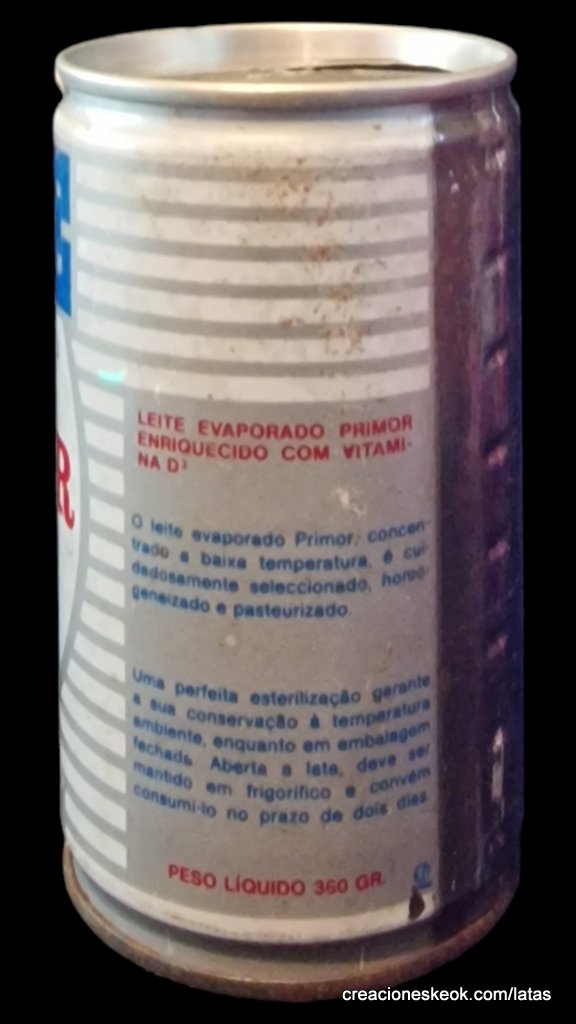 LEITE EVAPORADO PRIMOR
ENRIQUECIDO COM VITAMI-
NA D³
O leite evaporado Primor, concen-
trado a baixa temperatura, é cui-
dadosamente seleccionado, homo-
geneizado e pasteurizado.
Uma perfeita esterilização garante
a sua conservação à temperatura
ambiente, enquanto em embalagem
fechada. Aberta a lata, deve ser
mantido em frigorífico e convém
consumi-lo no prazo de dois dias.
PESO LÍQUIDO 360 GR.
R
creacioneskeok.com/latas